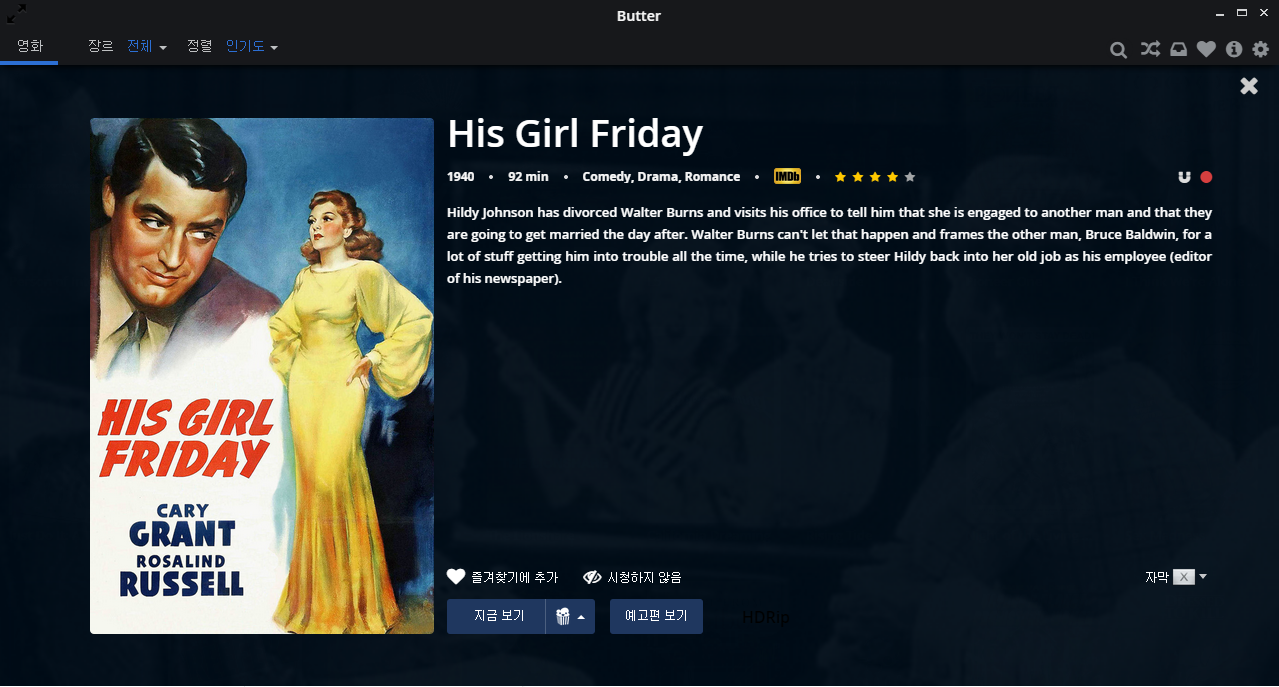 Butter
영화 장르 전체 정렬 인기도
His Girl Friday
1940 • 92 min • Comedy, Drama, Romance • IMDb •
Hildy Johnson has divorced Walter Burns and visits his office to tell him that she is engaged to another man and that they
are going to get married the day after. Walter Burns can't let that happen and frames the other man, Bruce Baldwin, for a
lot of stuff getting him into trouble all the time, while he tries to steer Hildy back into her old job as his employee (editor
of his newspaper).
HIS GIRL
FRIDAY
CARY
GRANT
ROSALIND
RUSSELL
즐겨찾기에 추가 시청하지 않음 자막 X
지금 보기 예고편 보기 HDRip